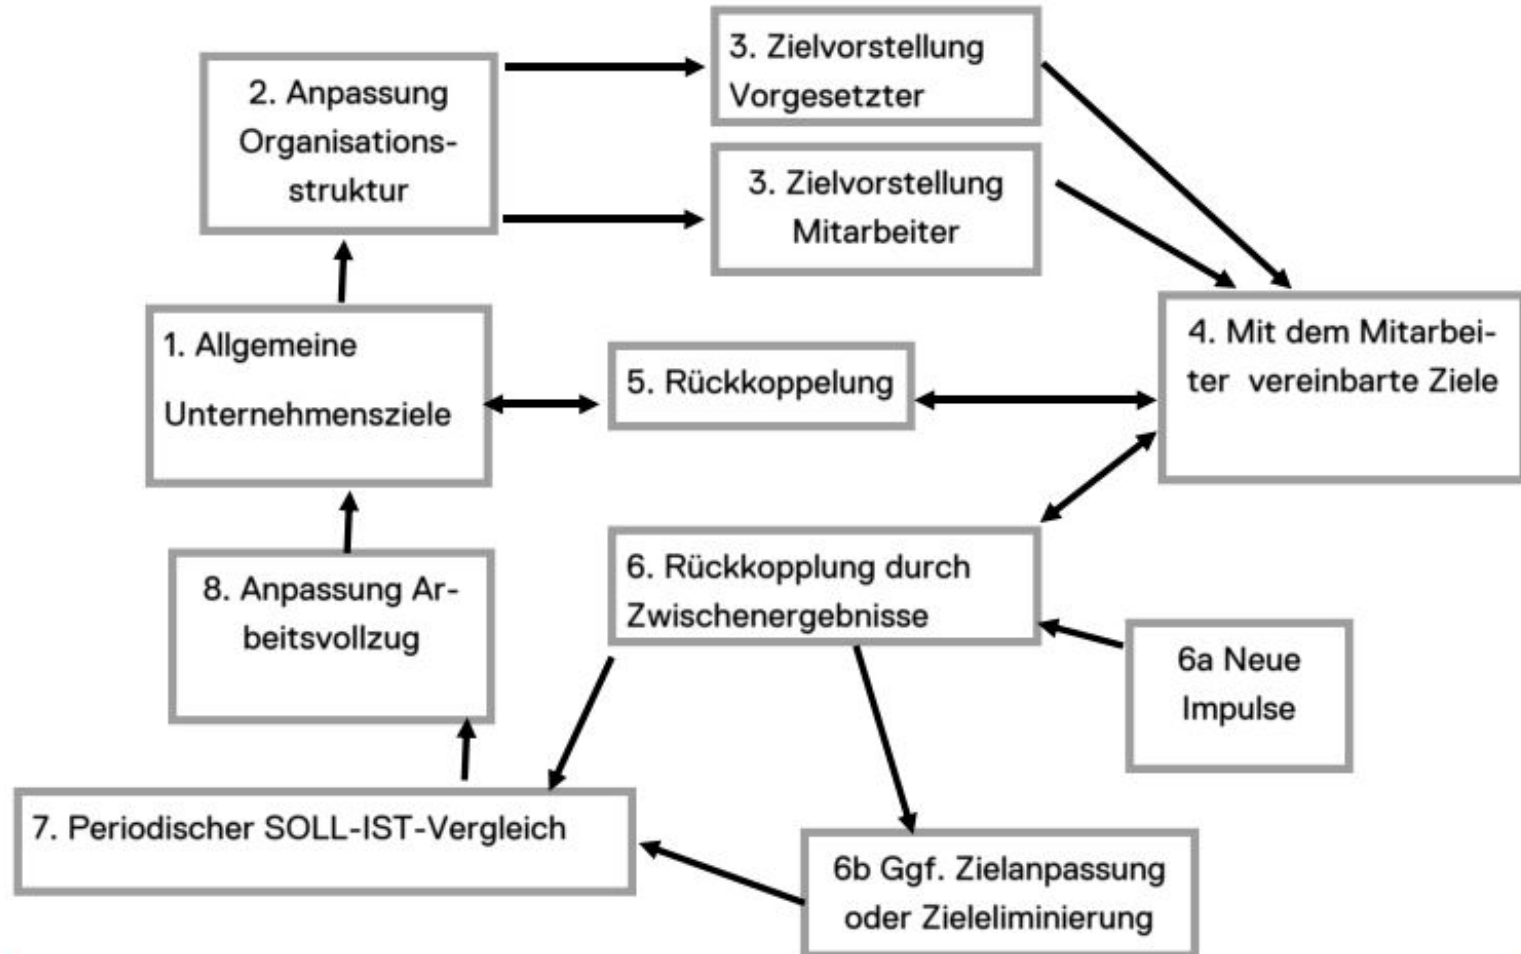 2. Anpassung
Organisations-
struktur
3. Zielvorstellung
Vorgesetzter
3. Zielvorstellung
Mitarbeiter
1. Allgemeine
Unternehmensziele
5. Rückkoppelung
4. Mit dem Mitarbei-
ter vereinbarte Ziele
8. Anpassung Ar-
beitsvollzug
6. Rückkopplung durch
Zwischenergebnisse
6a Neue
Impulse
7. Periodischer SOLL-IST-Vergleich
6b Ggf. Zielanpassung
oder Zieleliminierung